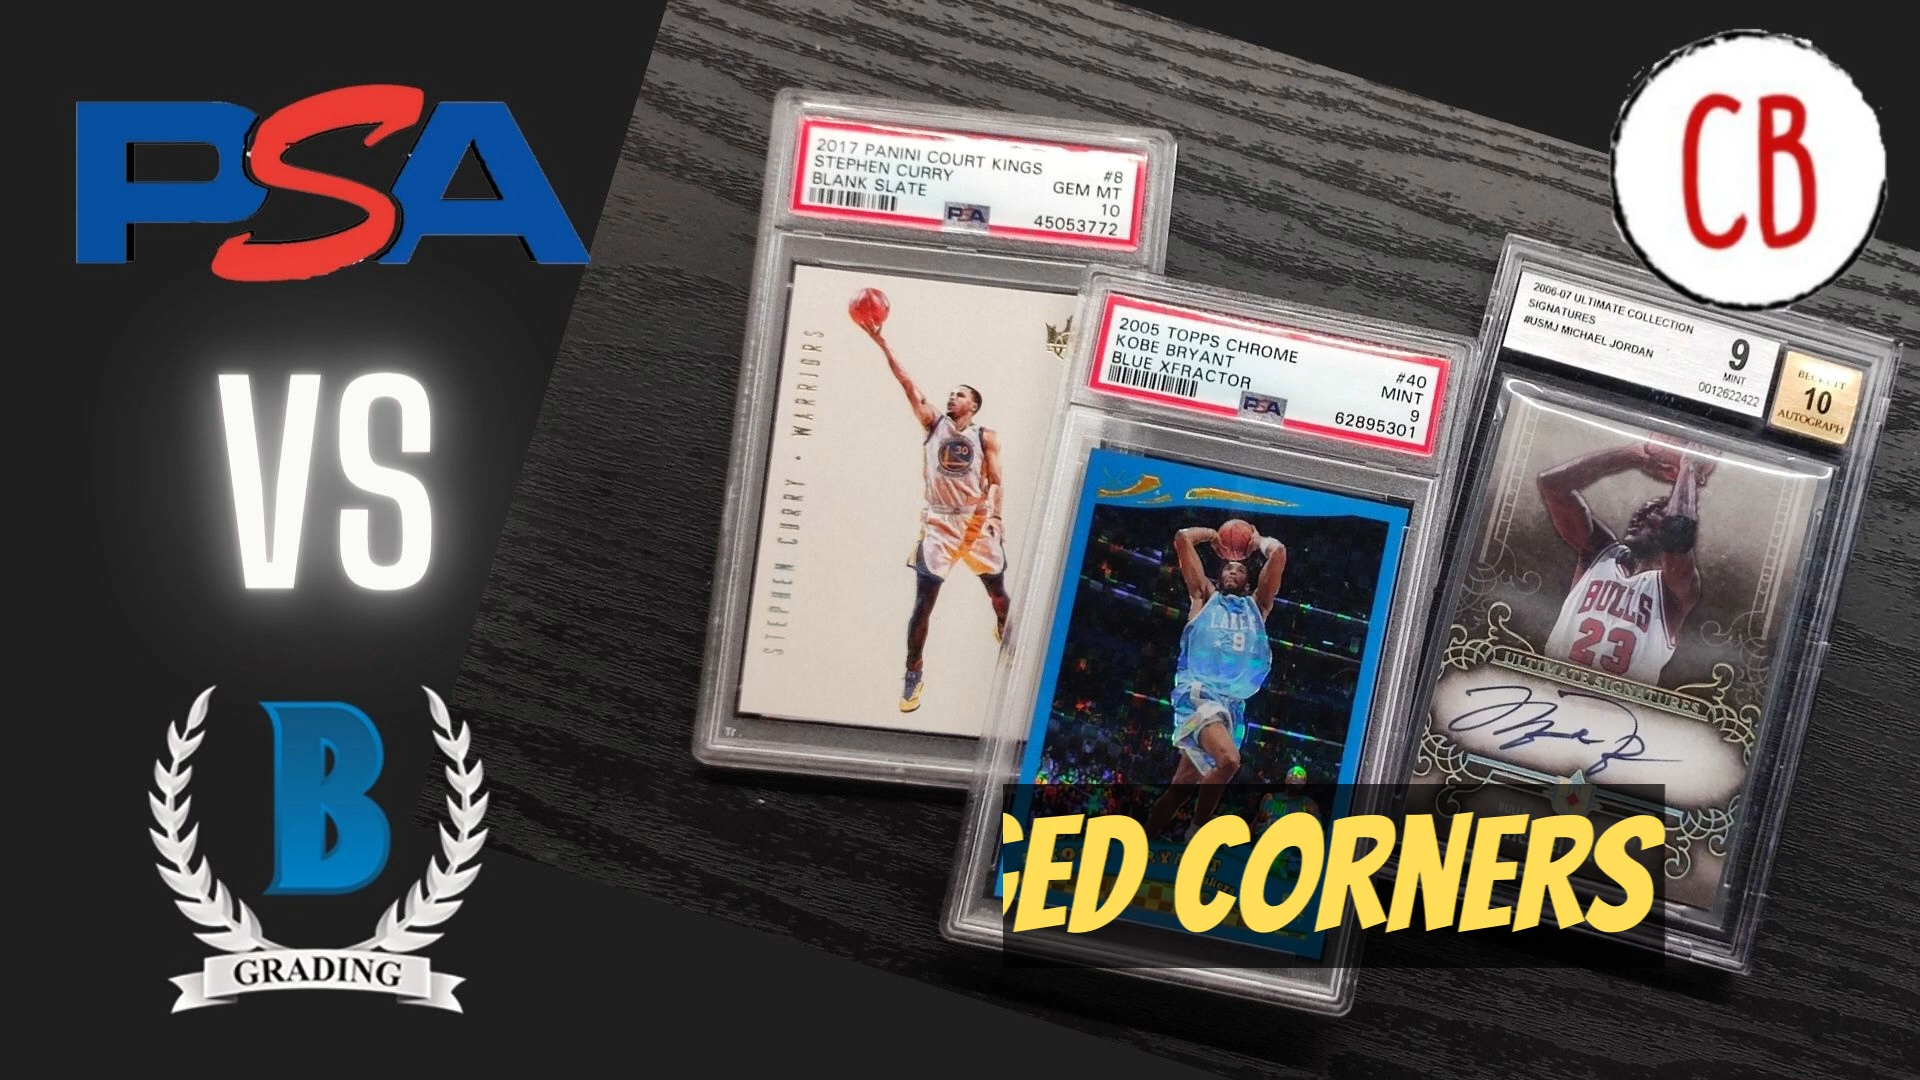 PSA
VS
B
GRADING
CB
2017 PANINI COURT KINGS
#8
STEPHEN CURRY
GEM MT
BLANK SLATE
10
PSA
45053772
STEPHEN CURRY • WARRIORS
30
2005 TOPPS CHROME
#40
KOBE BRYANT
MINT
BLUE XFRACTOR
9
PSA
62895301
LAKERS
8
2006-07 ULTIMATE COLLECTION
SIGNATURES
#USMJ MICHAEL JORDAN
9
MINT
0012622422
BECKETT
10
AUTOGRAPH
BULLS
23
ULTIMATE SIGNATURES
GED CORNERS